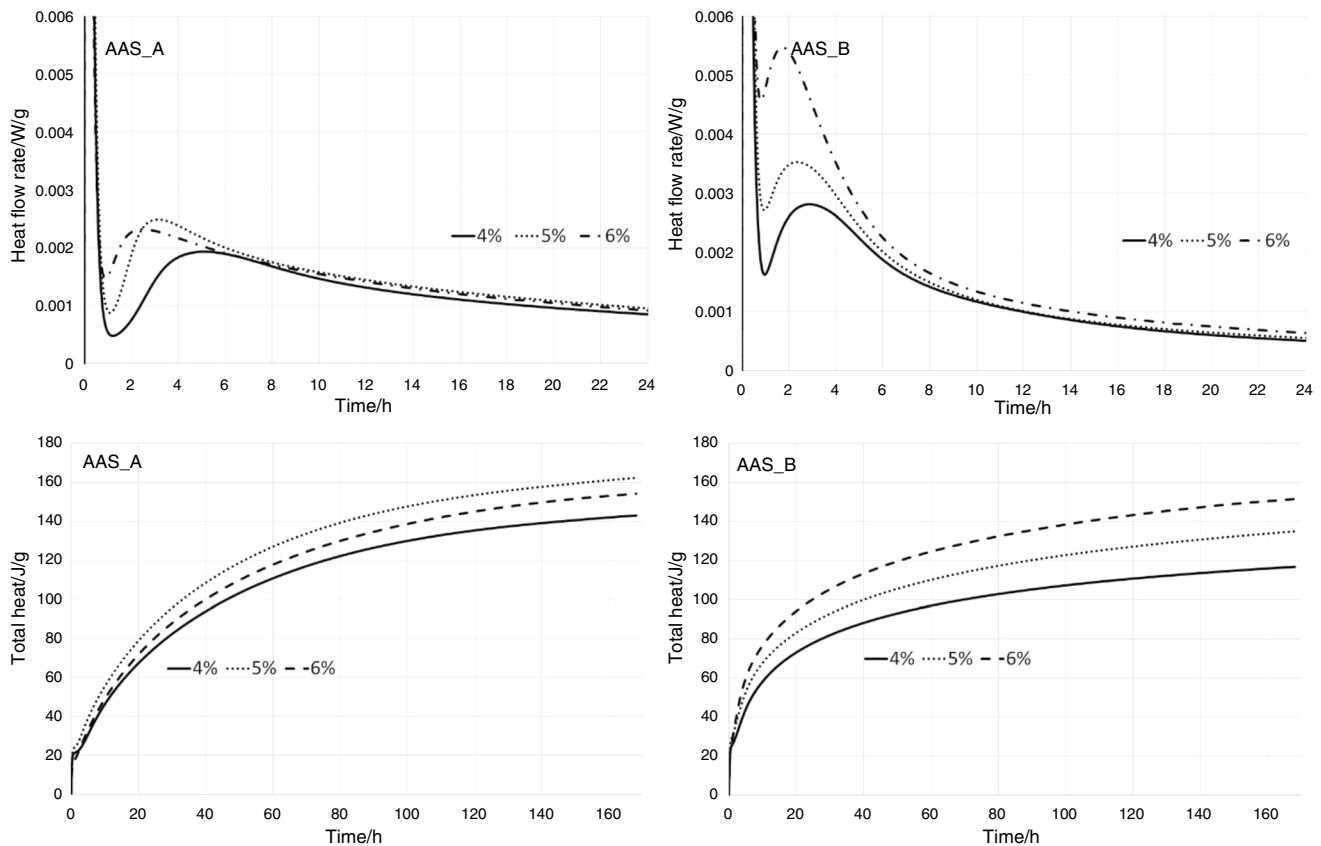 AAS_A
Heat flow rate/W/g
0.006
0.005
0.004
0.003
0.002
0.001
0
4% 5% 6%
0 2 4 6 8 10 12 14 16 18 20 22 24
Time/h
AAS_B
Heat flow rate/W/g
0.006
0.005
0.004
0.003
0.002
0.001
0
4% 5% 6%
0 2 4 6 8 10 12 14 16 18 20 22 24
Time/h
AAS_A
Total heat/J/g
180
160
140
120
100
80
60
40
20
0
4% 5% 6%
0 20 40 60 80 100 120 140 160
Time/h
AAS_B
Total heat/J/g
180
160
140
120
100
80
60
40
20
0
4% 5% 6%
0 20 40 60 80 100 120 140 160
Time/h